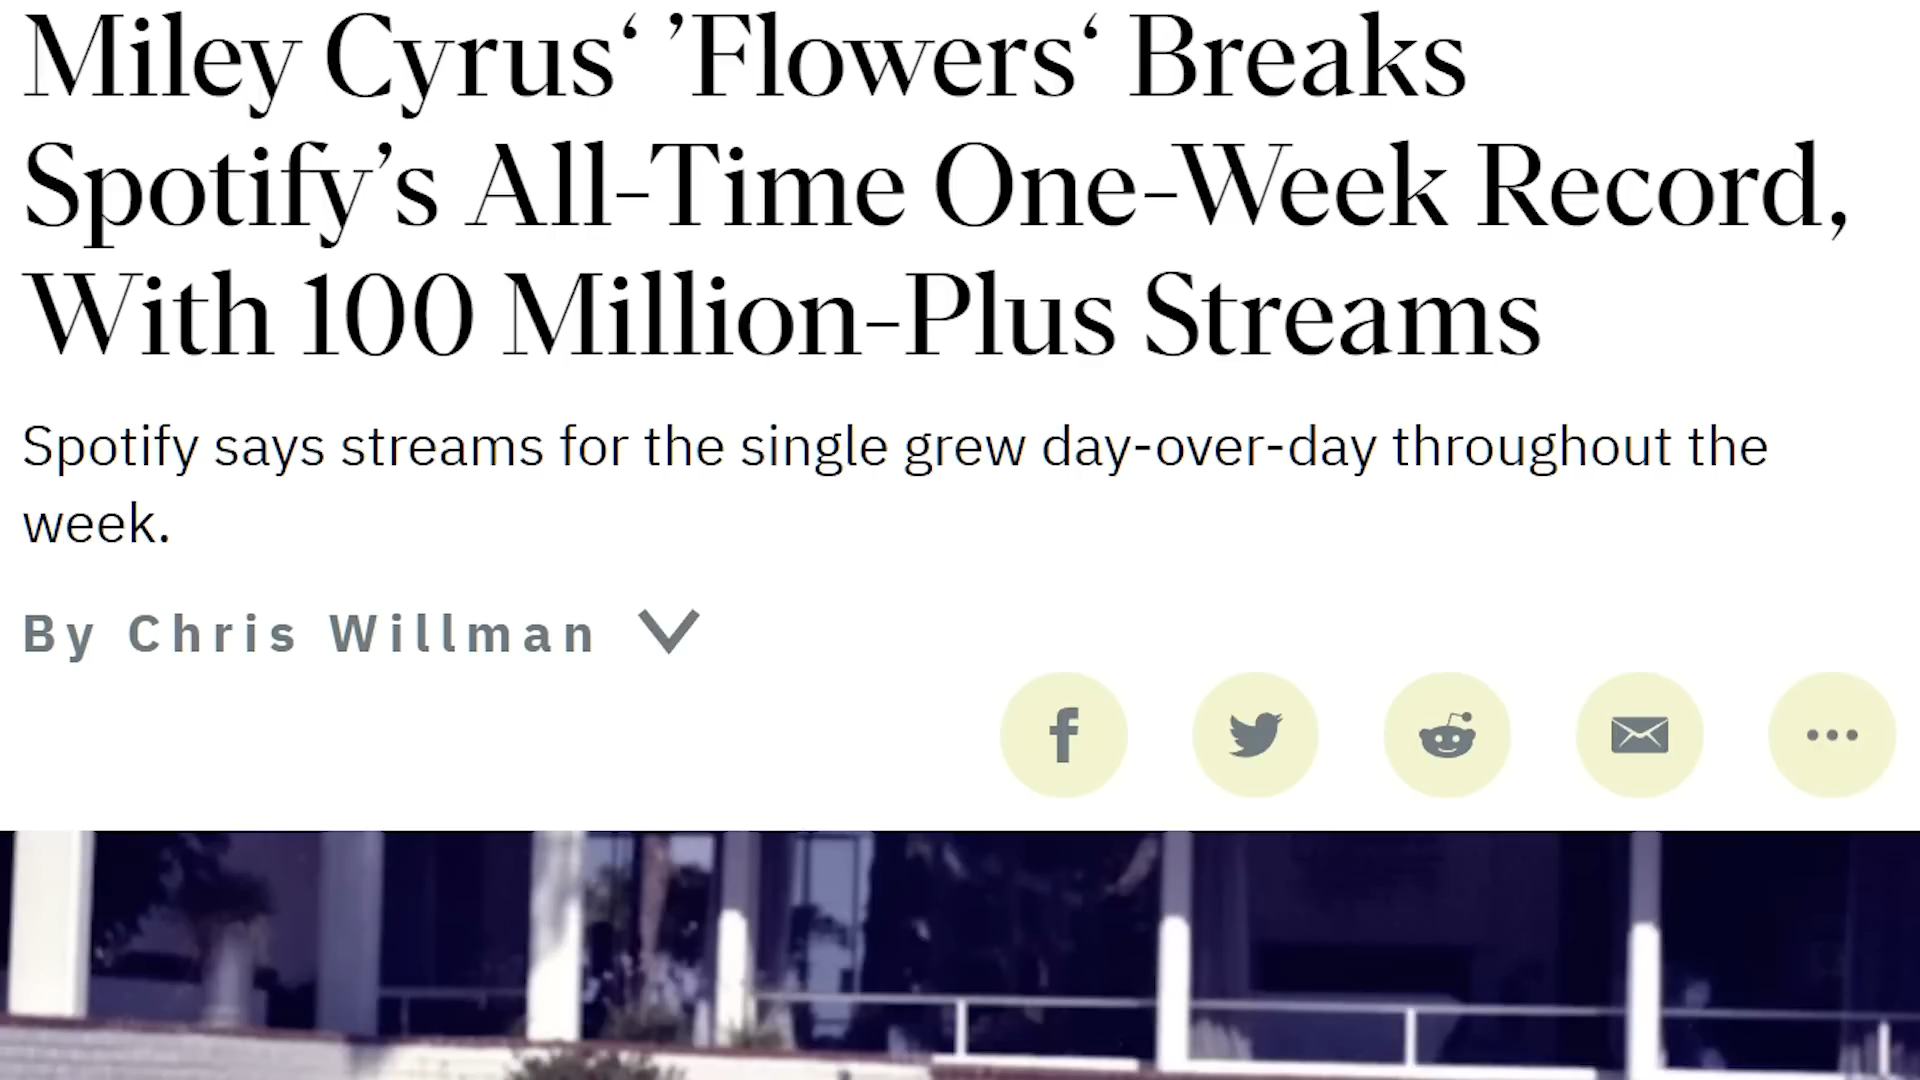 Miley Cyrus‘ ’Flowers‘ Breaks
Spotify’s All-Time One-Week Record,
With 100 Million-Plus Streams
Spotify says streams for the single grew day-over-day throughout the
week.
By Chris Willman